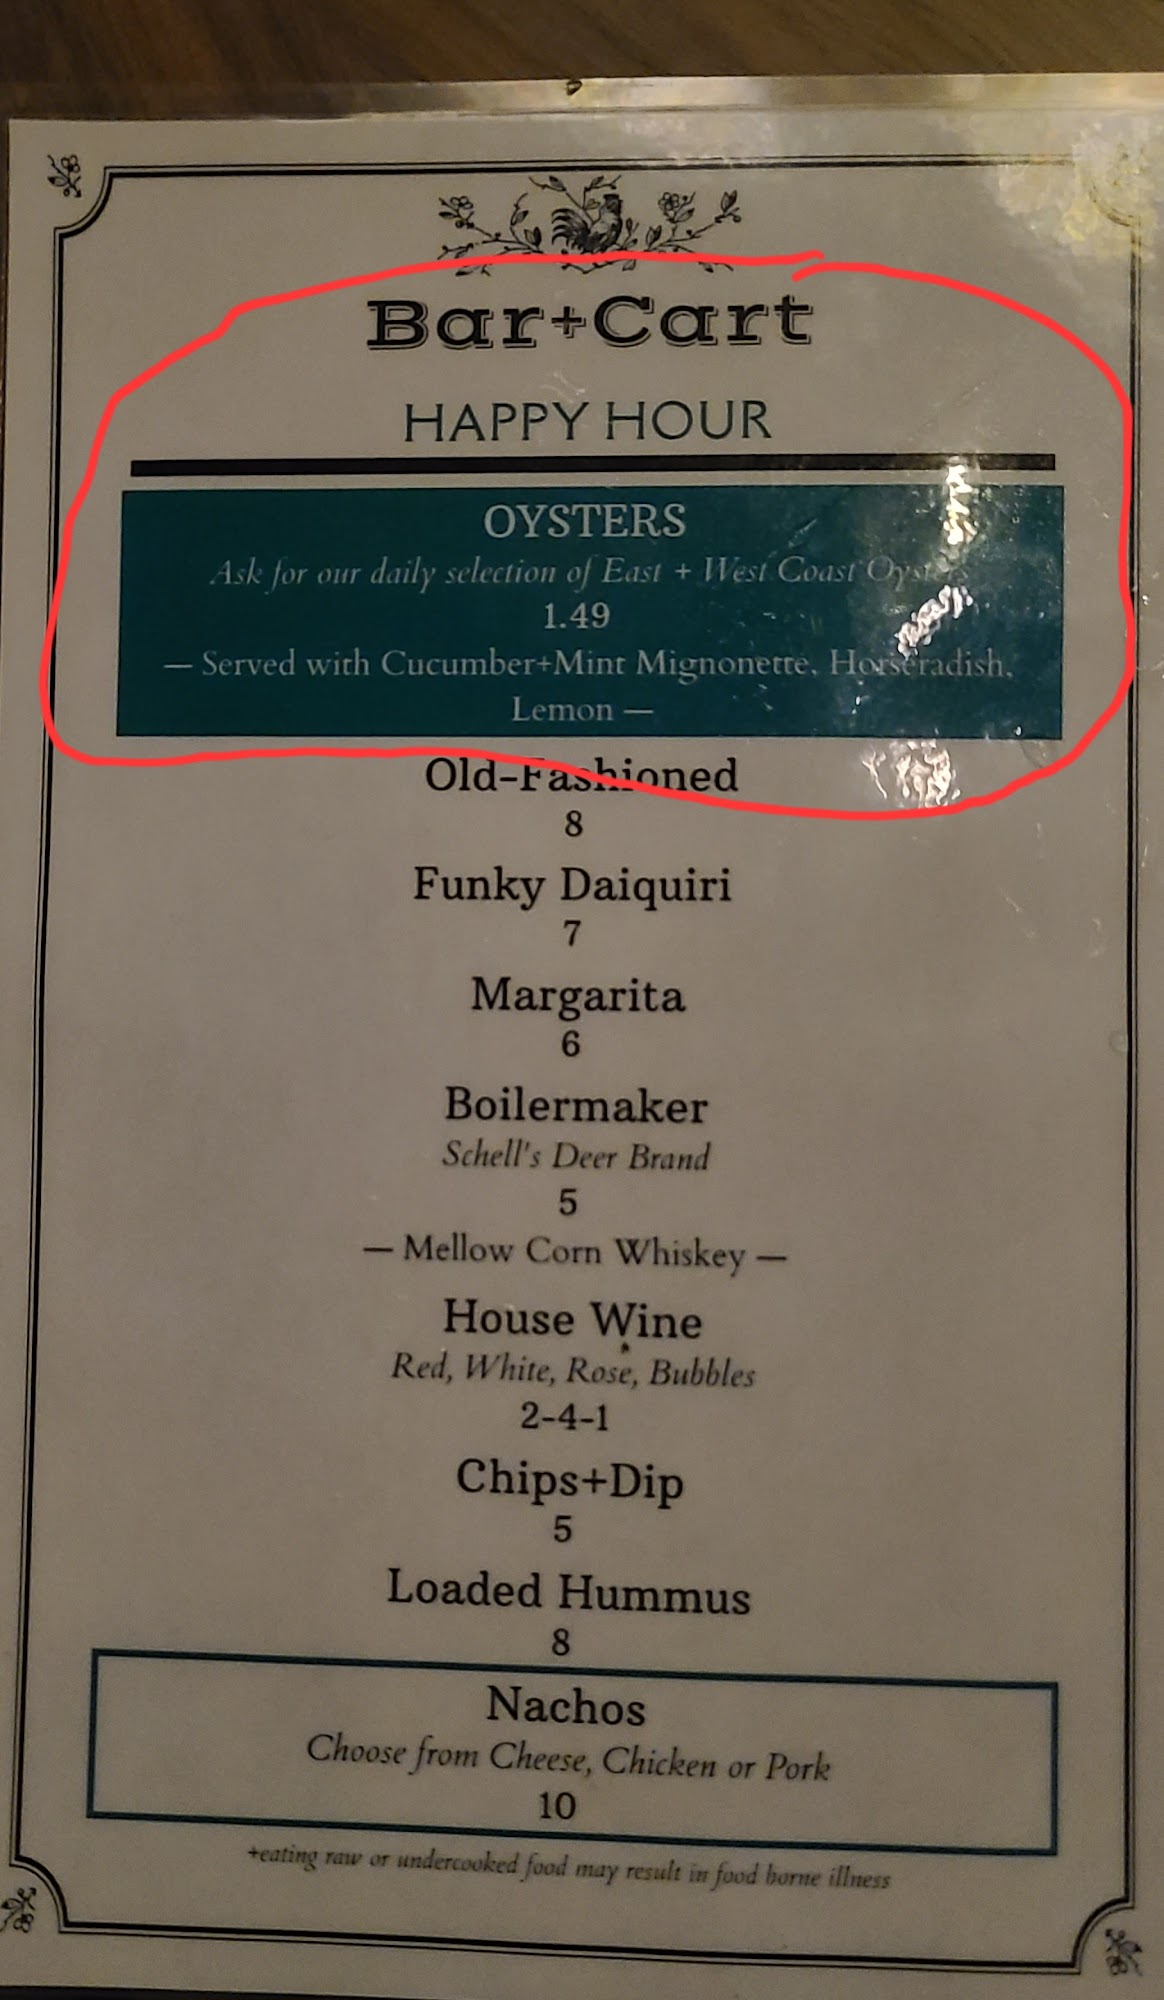 Bar+Cart
HAPPY HOUR
OYSTERS
Ask for our daily selection of East + West Coast
1.49
— Served with Cucumber+Mint Mignonette, Horseradish,
Lemon —
Old-Fashioned
8
Funky Daiquiri
7
Margarita
6
Boilermaker
Schell's Deer Brand
5
— Mellow Corn Whiskey —
House Wine
Red, White, Rose, Bubbles
2-4-1
Chips+Dip
5
Loaded Hummus
8
Nachos
Choose from Cheese, Chicken or Pork
10
+eating raw or undercooked food may result in food borne illness